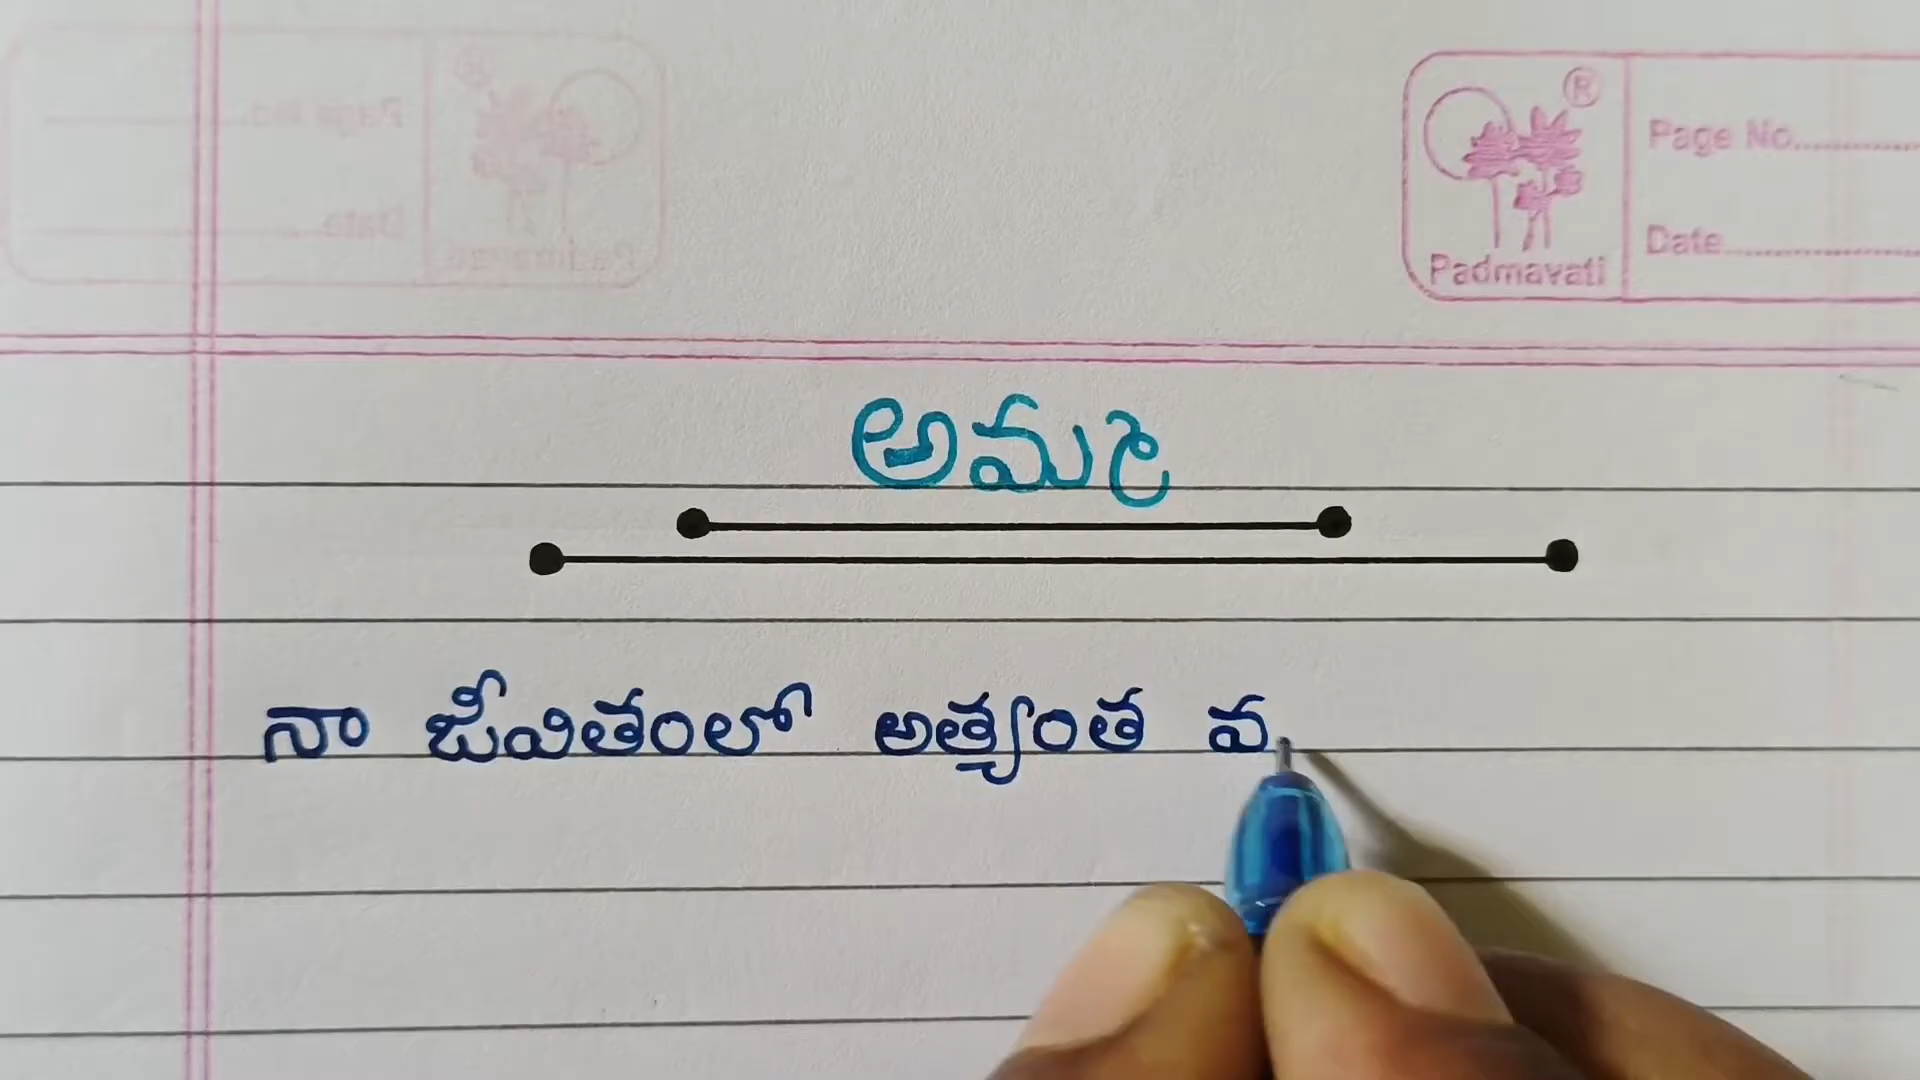 ® Page No.
Date
Padmavati
అమ్మ
నా జీవితంలో అత్యంత వ